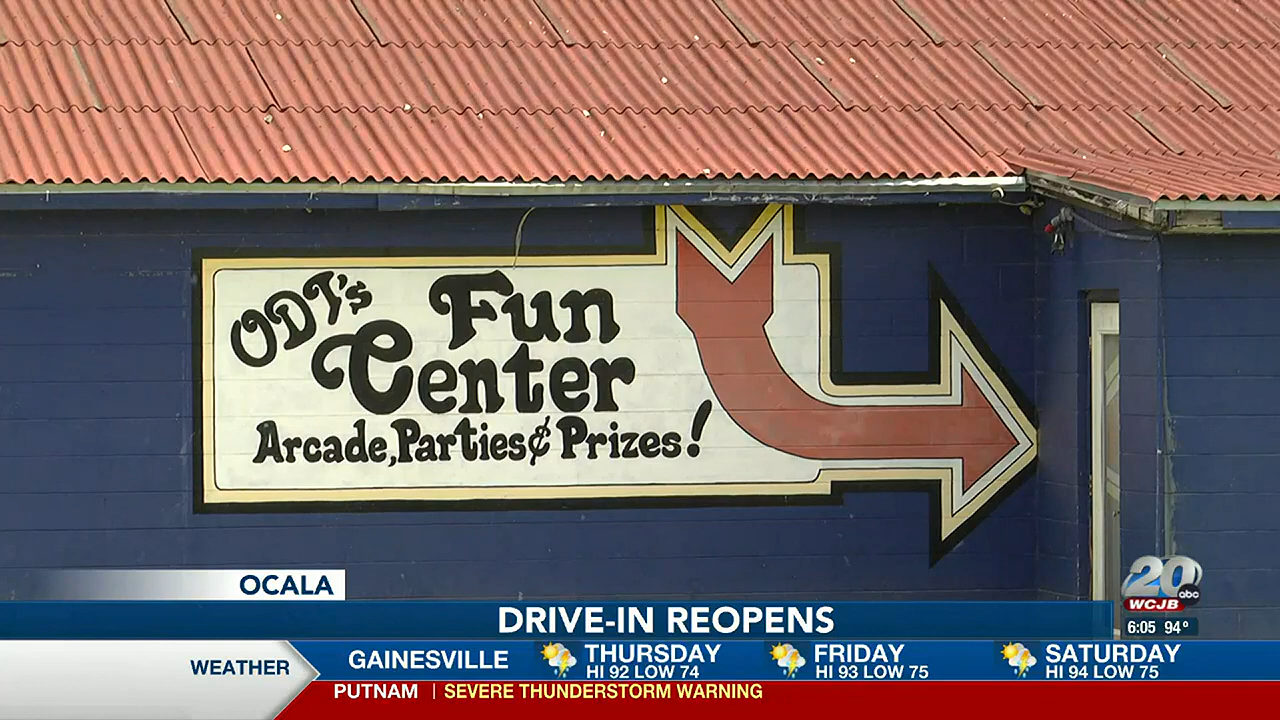 ODI's
Fun
Center
Arcade, Parties & Prizes!
OCALA
DRIVE-IN REOPENS
20
abc
WCJB
6:05 94°
WEATHER
GAINESVILLE
THURSDAY
HI 92 LOW 74
FRIDAY
HI 93 LOW 75
SATURDAY
HI 94 LOW 75
PUTNAM | SEVERE THUNDERSTORM WARNING